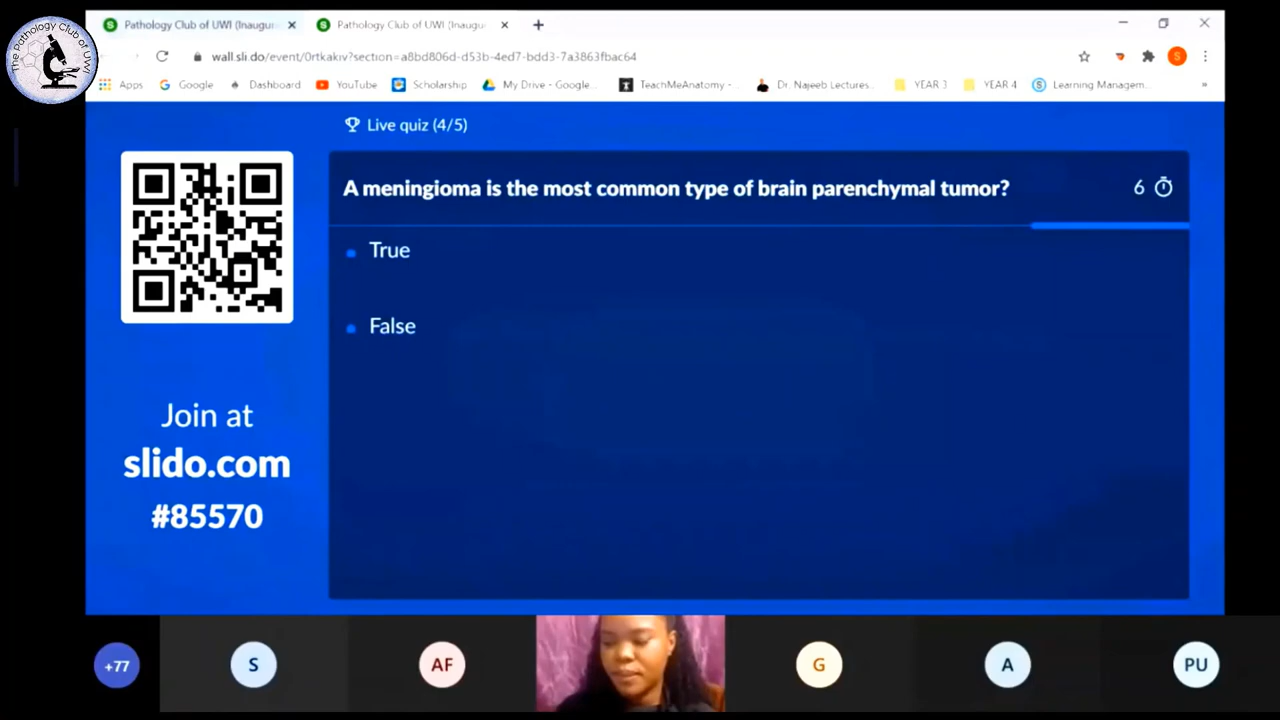 The Pathology Club of UWI
Pathology Club of UWI (Inaugur
Pathology Club of UWI (Inaugur
wall.sli.do/event/0rtkakiv?section=a8bd806d-d53b-4ed7-bdd3-7a3863fbac64
S
Apps
Google
Dashboard
YouTube
Scholarship
My Drive - Google...
TeachMeAnatomy -...
Dr. Najeeb Lectures...
YEAR 3
YEAR 4
Learning Managem...
Live quiz (4/5)
A meningioma is the most common type of brain parenchymal tumor?
6
True
False
Join at
slido.com
#85570
+77
S
AF
G
A
PU